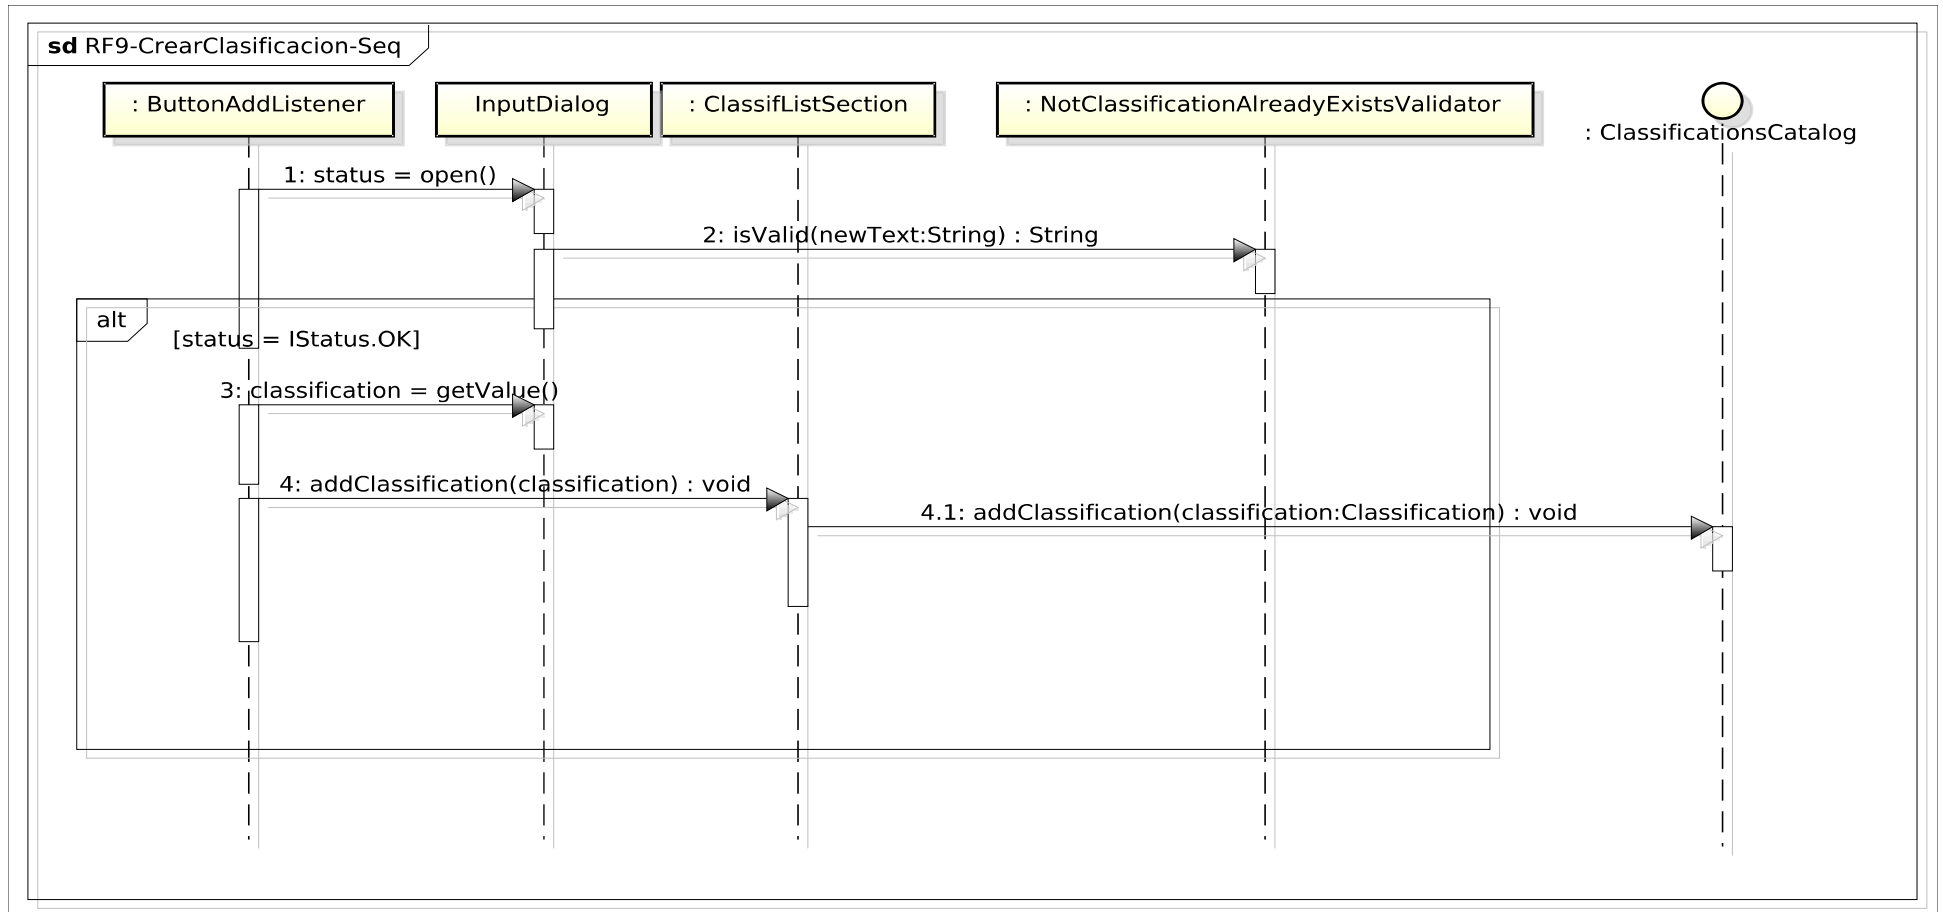 sd RF9-CrearClasificacion-Seq
: ButtonAddListener
InputDialog
: ClassifListSection
: NotClassificationAlreadyExistsValidator
: ClassificationsCatalog
1: status = open()
2: isValid(newText:String) : String
alt
[status = IStatus.OK]
3: classification = getValue()
4: addClassification(classification) : void
4.1: addClassification(classification:Classification) : void